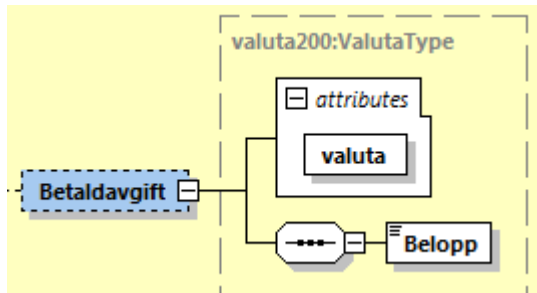 valuta200:ValutaType
attributes
valuta
Betaldavgift
Belopp